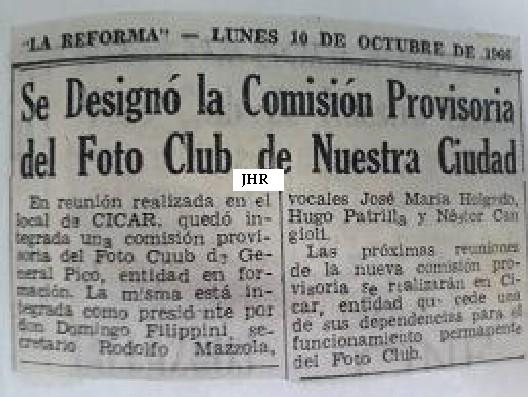 "LA REFORMA" — LUNES 10 DE OCTUBRE DE 1966
Se Designó la Comisión Provisoria
del Foto Club de Nuestra Ciudad
JHR
En reunión realizada en el
local de CICAR, quedó in-
tegrada una comisión provi-
soria del Foto Cuub de Ge-
neral Pico, entidad en for-
mación. La misma está in-
tegrada como presidente por
don Domingo Filippini, se-
cretario Rodolfo Mazzola,
vocales José María Holgado,
Hugo Patrilla y Néstor Can
gioli.
Las próximas reuniones
de la nueva comisión pro-
visoria se realizarán en Ci-
car, entidad que cede una
de sus dependencias para el
funcionamiento permanente
del Foto Club.